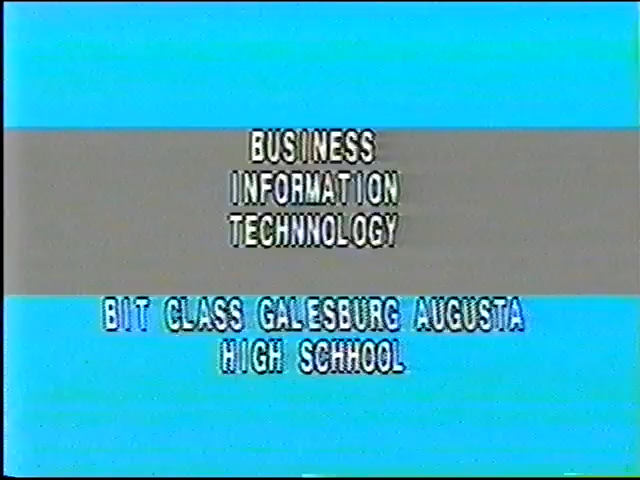 BUSINESS
INFORMATION
TECHNNOLOGY
BIT CLASS GALESBURG AUGUSTA
HIGH SCHHOOL